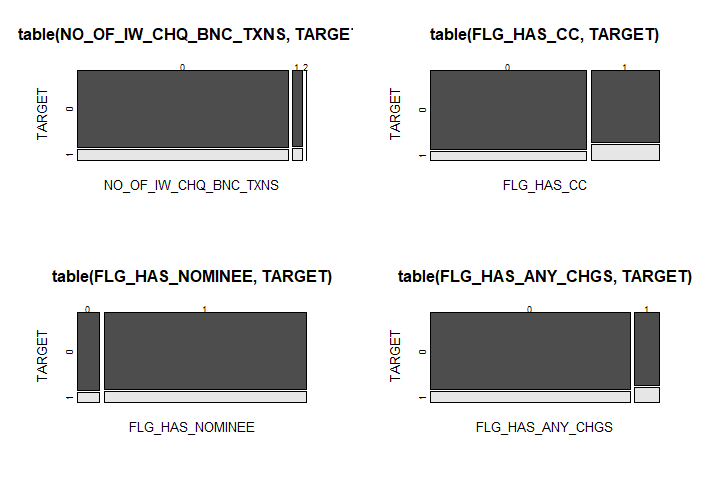 table(NO_OF_IW_CHQ_BNC_TXNS, TARGET
0 1 2
TARGET
0
1
NO_OF_IW_CHQ_BNC_TXNS
table(FLG_HAS_CC, TARGET)
0 1
TARGET
0
1
FLG_HAS_CC
table(FLG_HAS_NOMINEE, TARGET)
0 1
TARGET
0
1
FLG_HAS_NOMINEE
table(FLG_HAS_ANY_CHGS, TARGET)
0 1
TARGET
0
1
FLG_HAS_ANY_CHGS